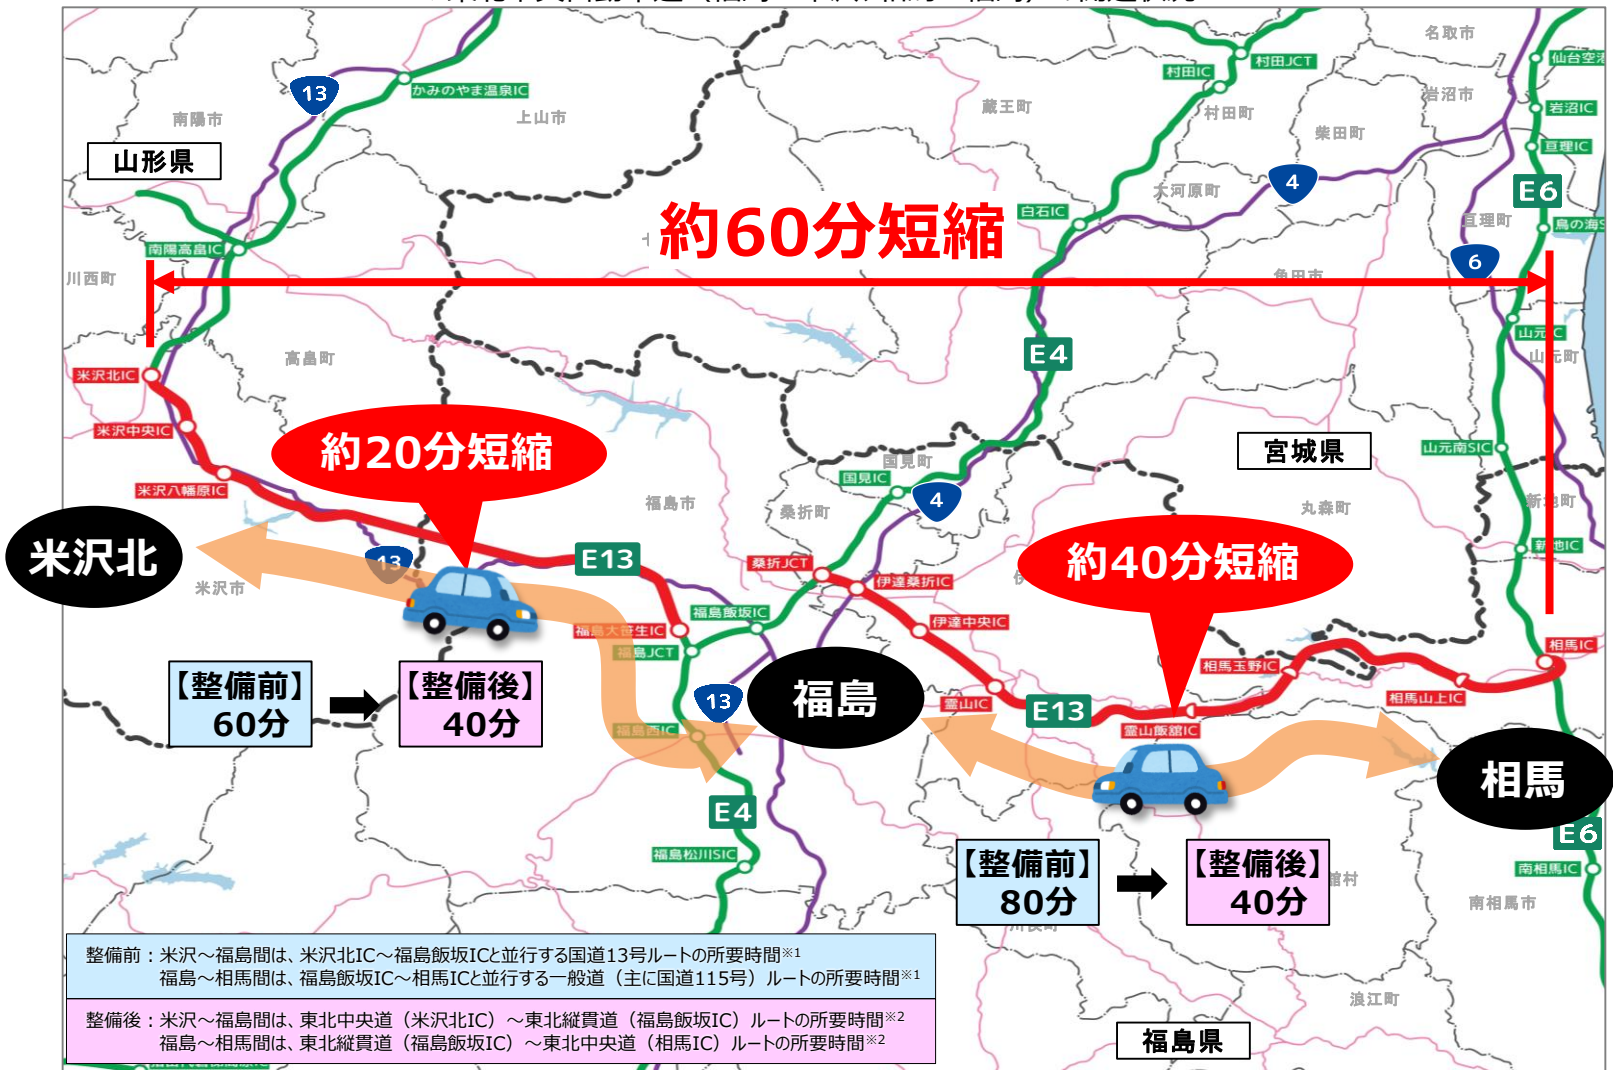 名取市
村田JCT
仙台空港
村田IC
かみのやま温泉IC
13
岩沼市
南陽市
上山市
蔵王町
村田町
岩沼IC
柴田町
亘理IC
山形県
4
E6
大河原町
白石IC
亘理町
鳥の海S
約60分短縮
南陽高畠IC
6
川西町
角田市
山元IC
高畠町
E4
山元町
米沢北IC
米沢中央IC
約20分短縮
宮城県
山元南SIC
国見町
国見IC
米沢八幡原IC
4
福島市
桑折町
丸森町
新地町
米沢北
13
E13
約40分短縮
新地IC
桑折JCT
伊達桑折IC
米沢市
福島飯坂IC
福島大笹生IC
伊達中央IC
福島JCT
相馬IC
相馬玉野IC
【整備前】
60分
【整備後】
40分
13
福島
霊山IC
E13
相馬山上IC
福島西IC
霊山飯舘IC
相馬
E4
E6
福島松川SIC
【整備前】
80分
【整備後】
40分
舘村
南相馬IC
南相馬市
川俣町
整備前：米沢～福島間は、米沢北IC～福島飯坂ICと並行する国道13号ルートの所要時間※1
福島～相馬間は、福島飯坂IC～相馬ICと並行する一般道（主に国道115号）ルートの所要時間※1
整備後：米沢～福島間は、東北中央道（米沢北IC）～東北縦貫道（福島飯坂IC）ルートの所要時間※2
福島～相馬間は、東北縦貫道（福島飯坂IC）～東北中央道（相馬IC）ルートの所要時間※2
浪江町
福島県